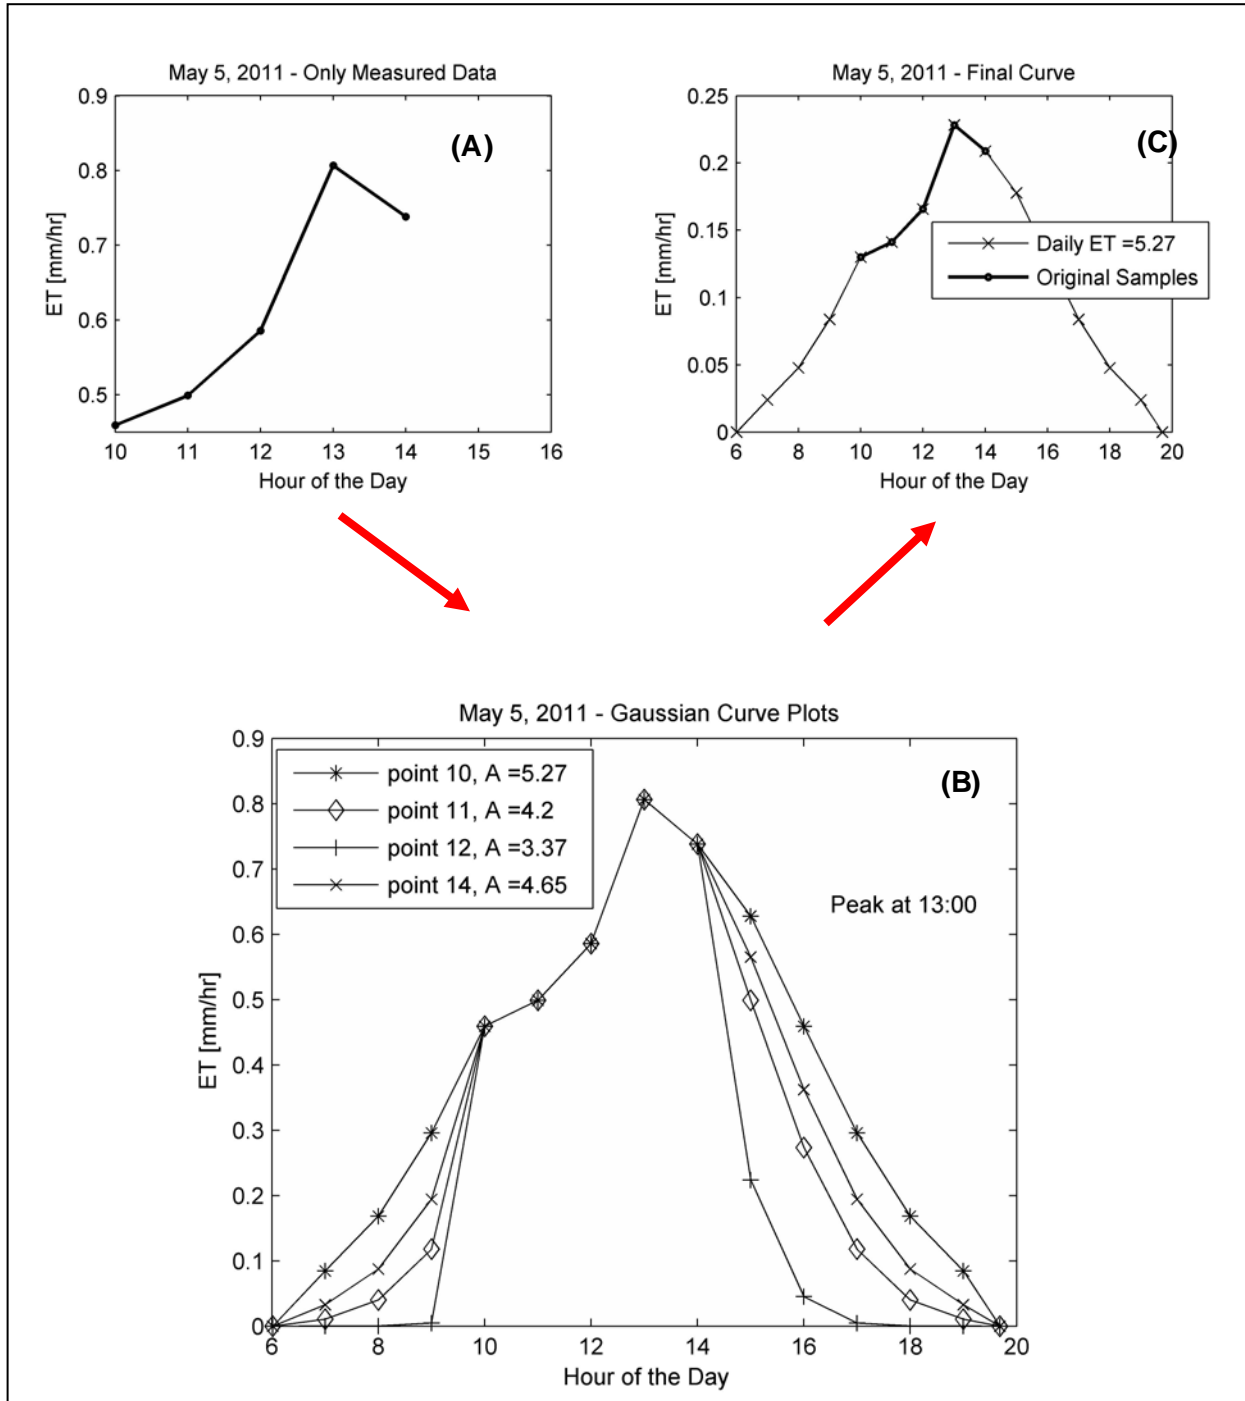 May 5, 2011 - Only Measured Data
0.9
0.8
0.7
0.6
0.5
ET [mm/hr]
(A)
10 11 12 13 14 15 16
Hour of the Day
May 5, 2011 - Final Curve
0.25
0.2
0.15
0.1
0.05
0
ET [mm/hr]
(C)
Daily ET =5.27
Original Samples
6 8 10 12 14 16 18 20
Hour of the Day
May 5, 2011 - Gaussian Curve Plots
0.9
0.8
0.7
0.6
0.5
0.4
0.3
0.2
0.1
0
ET [mm/hr]
point 10, A =5.27
point 11, A =4.2
point 12, A =3.37
point 14, A =4.65
(B)
Peak at 13:00
6 8 10 12 14 16 18 20
Hour of the Day